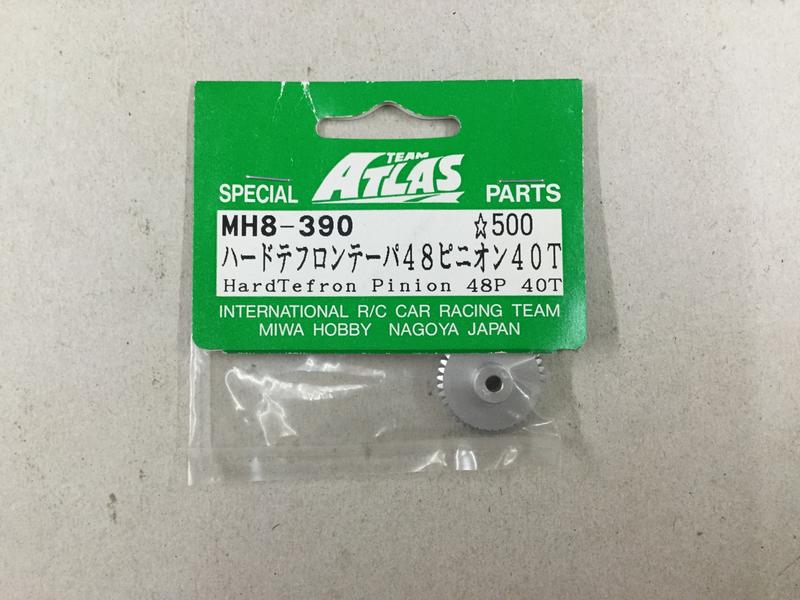 TEAM
ATLAS
SPECIAL PARTS
MH8-390 ☆500
ハードテフロンテーパ48ピニオン40T
HardTefron Pinion 48P 40T
INTERNATIONAL R/C CAR RACING TEAM
MIWA HOBBY NAGOYA JAPAN